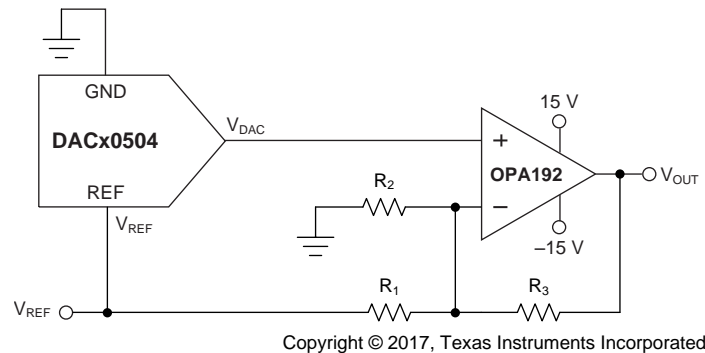 GND
DACx0504
REF
V_DAC
V_REF
V_REF
15 V
+
OPA192
−
–15 V
V_OUT
R_2
R_1
R_3
Copyright © 2017, Texas Instruments Incorporated